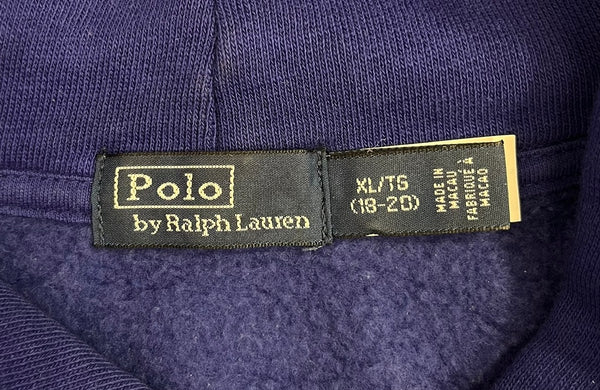 Polo
by Ralph Lauren
XL/TG
(18-20)
MADE IN
MACAU
FABRIQUÉ À
MACAO